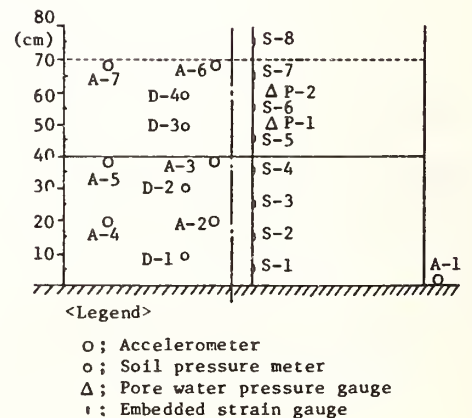 80
(cm)
S-8
70
A-7 A-6 S-7
60 D-4 Δ P-2
S-6
50 D-3 Δ P-1
S-5
40
A-5 A-3 S-4
30 D-2
S-3
20
A-4 A-2 S-2
10 D-1 S-1
A-1
<Legend>
O; Accelerometer
o; Soil pressure meter
Δ; Pore water pressure gauge
; Embedded strain gauge